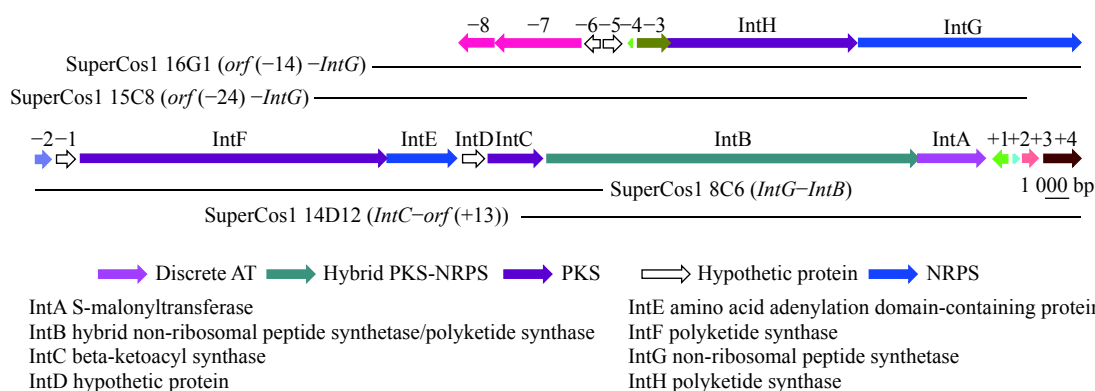 −8 −7 −6 −5 −4 −3 IntH IntG
SuperCos1 16G1 (orf (−14) −IntG)
SuperCos1 15C8 (orf (−24) −IntG)
−2 −1 IntF IntE IntD IntC IntB IntA +1 +2 +3 +4
SuperCos1 8C6 (IntG−IntB)
1 000 bp
SuperCos1 14D12 (IntC−orf (+13))
Discrete AT Hybrid PKS-NRPS PKS Hypothetic protein NRPS
IntA S-malonyltransferase
IntB hybrid non-ribosomal peptide synthetase/polyketide synthase
IntC beta-ketoacyl synthase
IntD hypothetic protein
IntE amino acid adenylation domain-containing protein
IntF polyketide synthase
IntG non-ribosomal peptide synthetase
IntH polyketide synthase